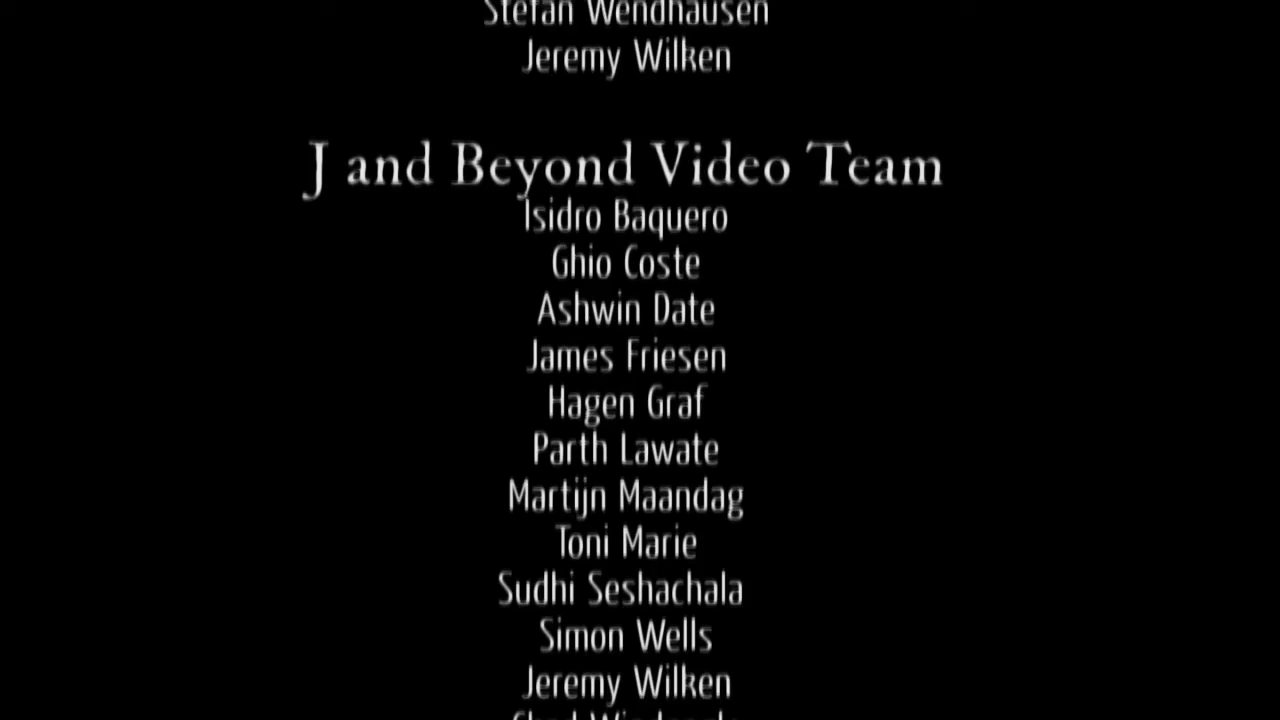 Stefan Wendhausen
Jeremy Wilken
J and Beyond Video Team
Isidro Baquero
Ghio Coste
Ashwin Date
James Friesen
Hagen Graf
Parth Lawate
Martijn Maandag
Toni Marie
Sudhi Seshachala
Simon Wells
Jeremy Wilken